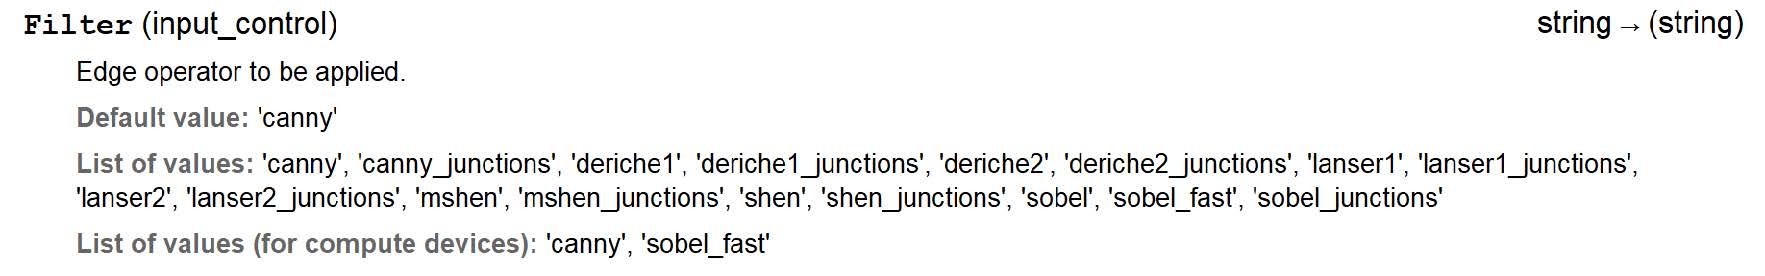 Filter (input_control) string → (string)
Edge operator to be applied.
Default value: 'canny'
List of values: 'canny', 'canny_junctions', 'deriche1', 'deriche1_junctions', 'deriche2', 'deriche2_junctions', 'lanser1', 'lanser1_junctions',
'lanser2', 'lanser2_junctions', 'mshen', 'mshen_junctions', 'shen', 'shen_junctions', 'sobel', 'sobel_fast', 'sobel_junctions'
List of values (for compute devices): 'canny', 'sobel_fast'